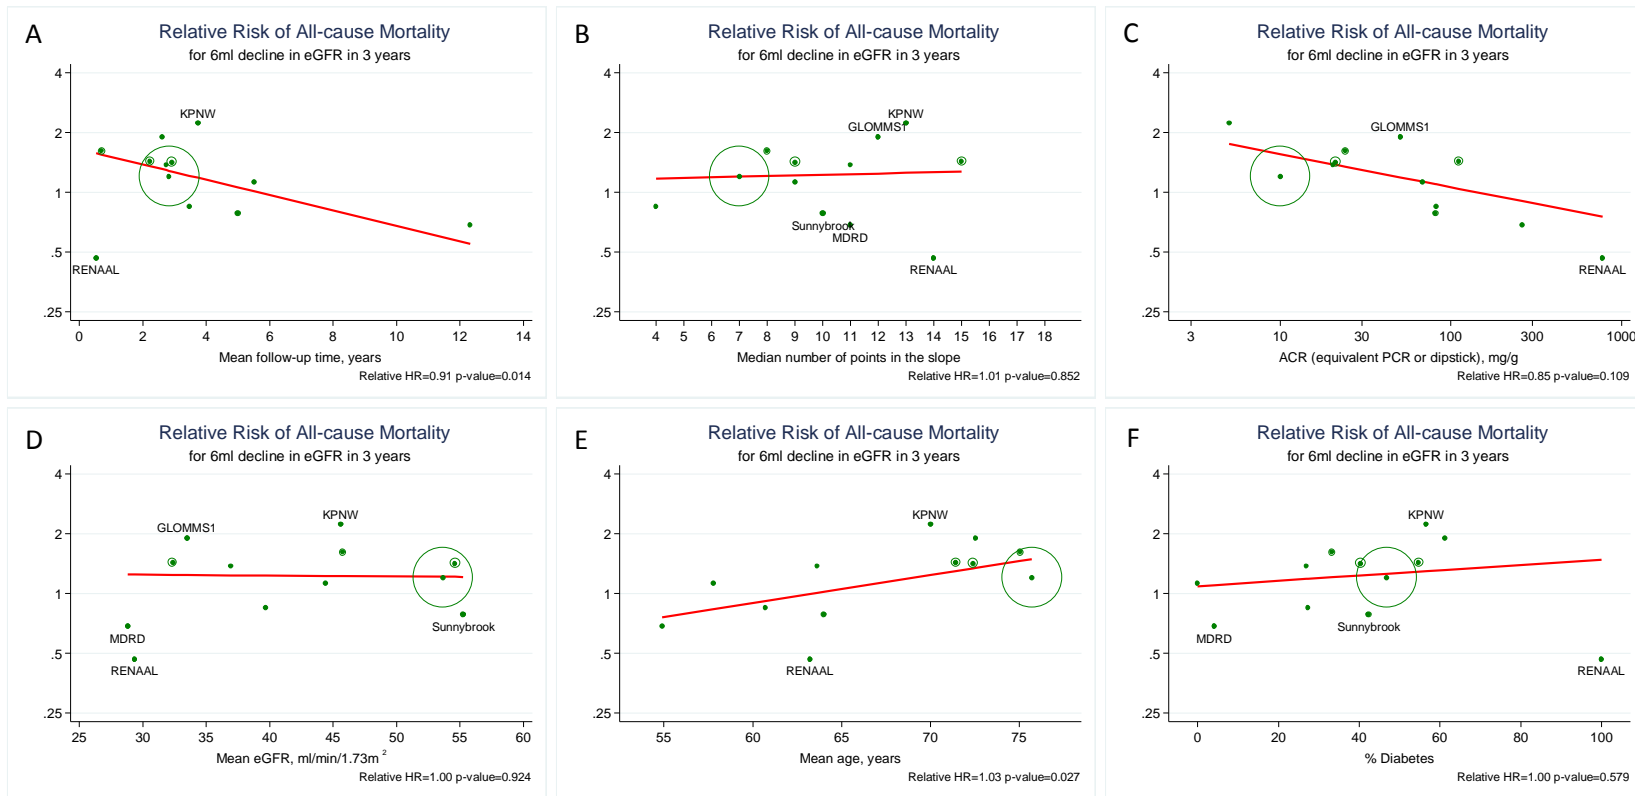 A
Relative Risk of All-cause Mortality
for 6ml decline in eGFR in 3 years
4
2
1
.5
.25
KPNW
RENAAL
0 2 4 6 8 10 12 14
Mean follow-up time, years
Relative HR=0.91 p-value=0.014
B
Relative Risk of All-cause Mortality
for 6ml decline in eGFR in 3 years
4
2
1
.5
.25
KPNW
GLOMMS1
Sunnybrook
MDRD
RENAAL
4 5 6 7 8 9 10 11 12 13 14 15 16 17 18
Median number of points in the slope
Relative HR=1.01 p-value=0.852
C
Relative Risk of All-cause Mortality
for 6ml decline in eGFR in 3 years
4
2
1
.5
.25
GLOMMS1
RENAAL
3 10 30 100 300 1000
ACR (equivalent PCR or dipstick), mg/g
Relative HR=0.85 p-value=0.109
D
Relative Risk of All-cause Mortality
for 6ml decline in eGFR in 3 years
4
2
1
.5
.25
KPNW
GLOMMS1
MDRD
Sunnybrook
RENAAL
25 30 35 40 45 50 55 60
Mean eGFR, ml/min/1.73m²
Relative HR=1.00 p-value=0.924
E
Relative Risk of All-cause Mortality
for 6ml decline in eGFR in 3 years
4
2
1
.5
.25
KPNW
RENAAL
55 60 65 70 75
Mean age, years
Relative HR=1.03 p-value=0.027
F
Relative Risk of All-cause Mortality
for 6ml decline in eGFR in 3 years
4
2
1
.5
.25
KPNW
Sunnybrook
MDRD
RENAAL
0 20 40 60 80 100
% Diabetes
Relative HR=1.00 p-value=0.579